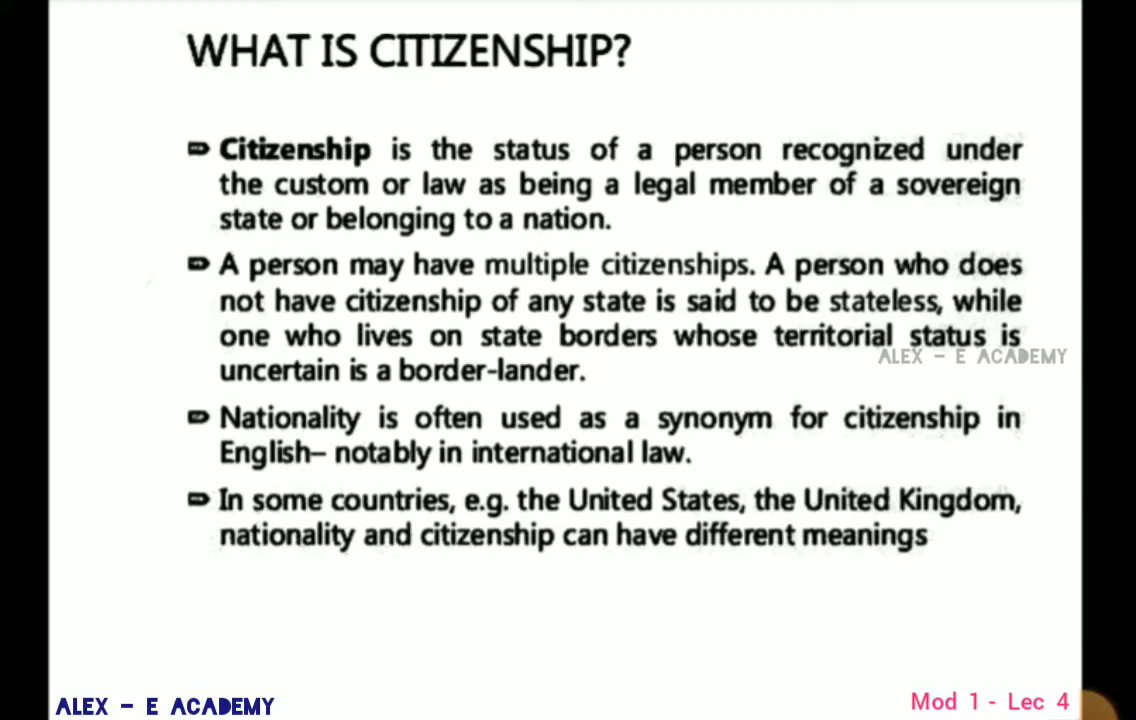 WHAT IS CITIZENSHIP?
Citizenship is the status of a person recognized under
the custom or law as being a legal member of a sovereign
state or belonging to a nation.
A person may have multiple citizenships. A person who does
not have citizenship of any state is said to be stateless, while
one who lives on state borders whose territorial status is
ALEX - E ACADEMY
uncertain is a border-lander.
Nationality is often used as a synonym for citizenship in
English– notably in international law.
In some countries, e.g. the United States, the United Kingdom,
nationality and citizenship can have different meanings
ALEX - E ACADEMY
Mod 1 - Lec 4